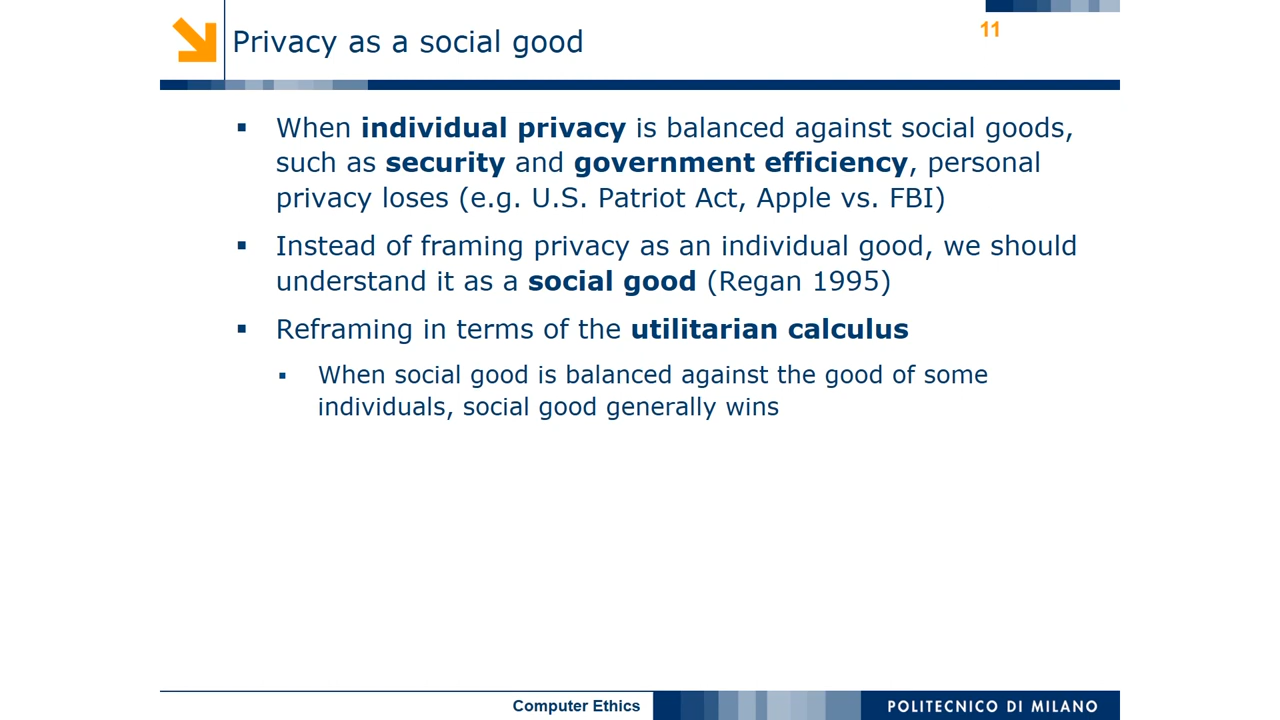 Privacy as a social good
11
▪ When individual privacy is balanced against social goods,
such as security and government efficiency, personal
privacy loses (e.g. U.S. Patriot Act, Apple vs. FBI)
▪ Instead of framing privacy as an individual good, we should
understand it as a social good (Regan 1995)
▪ Reframing in terms of the utilitarian calculus
▪ When social good is balanced against the good of some
individuals, social good generally wins
Computer Ethics
POLITECNICO DI MILANO